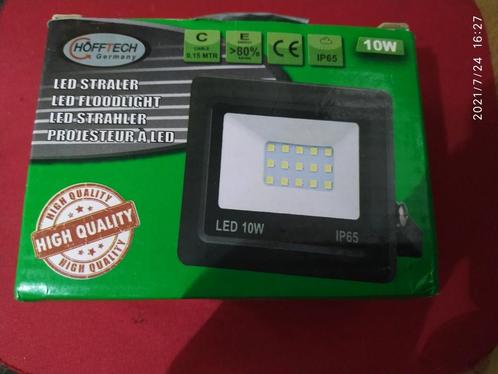 HOFFTECH
Germany
C
CABLE
0,15 MTR
E
>80%
CE
IP65
10W
LED STRALER
LED FLOODLIGHT
LED STRAHLER
PROJESTEUR A LED
HIGH QUALITY
HIGH QUALITY
HIGH QUALITY
LED 10W
IP65
2021/7/24 16:27